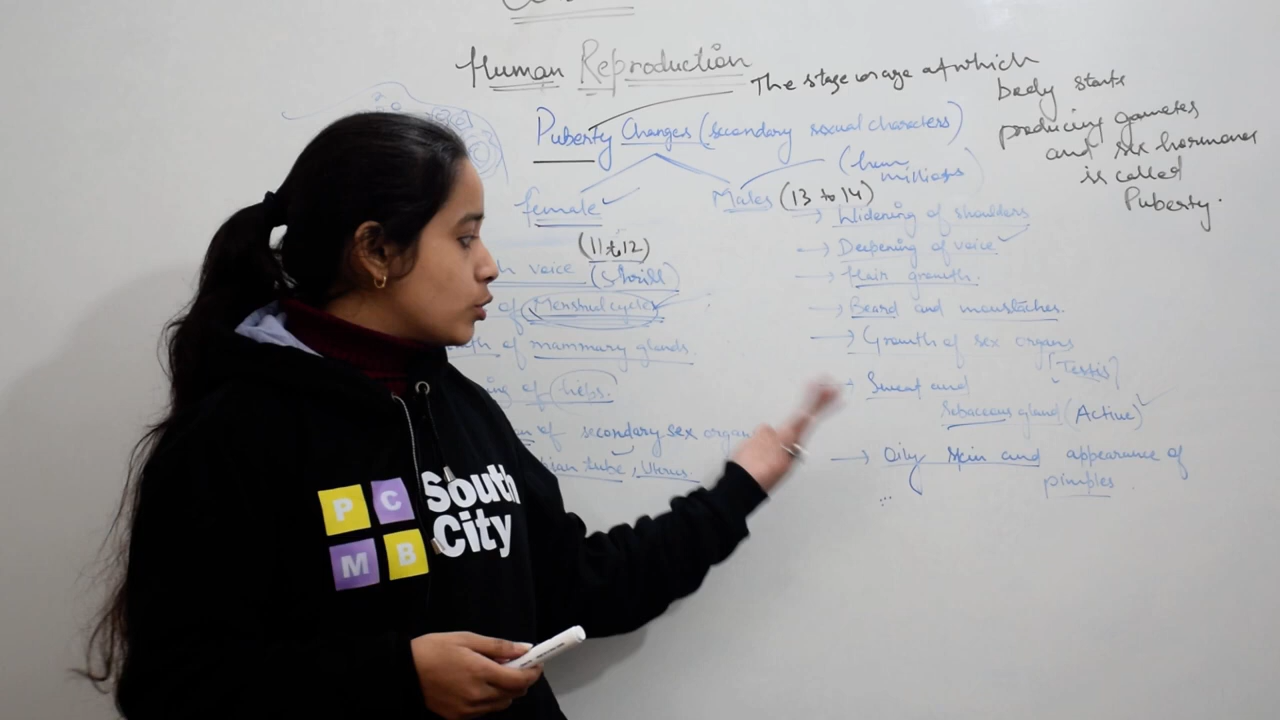 Human Reproduction
The stage or age at which
body starts
producing gametes
and sex hormones
is called
Puberty.
Puberty Changes (secondary sexual characters)
female
(11 to 12)
voice (Shrill)
of Menstrual cycle
of mammary glands
of
of secondary sex organ
tube, Uterus.
Males (13 to 14)
→ Widening of shoulders
→ Deepening of voice
→ Hair growth.
→ Beard and moustaches.
→ Growth of sex organs
(Testis)
Sweat and
Sebaceous gland (Active)
→ Oily skin and appearance of
pimples.
P C
M B
South
City